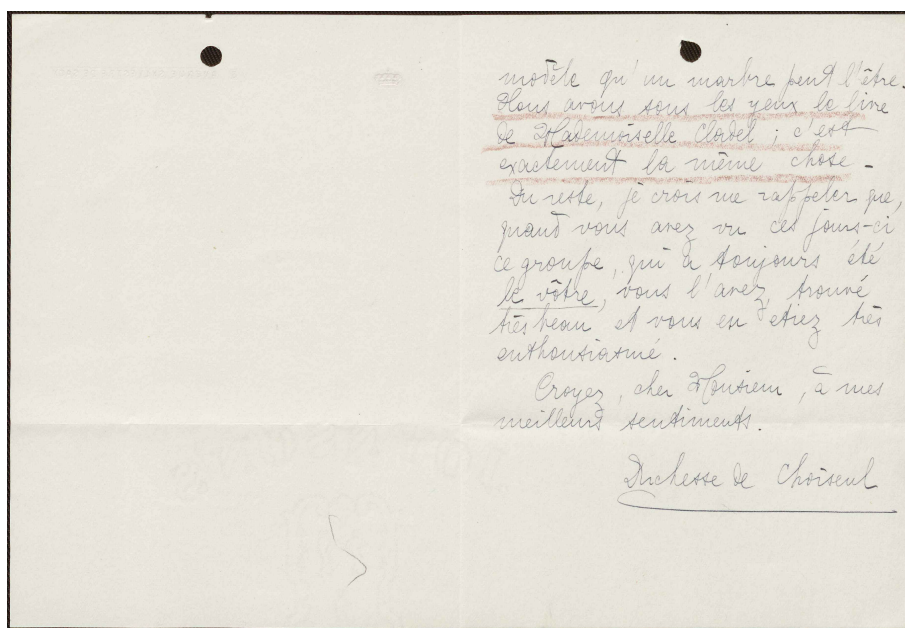 modèle qu'un marbre peut l'être.
Nous avons sous les yeux le livre
de Mademoiselle Cladel ; c'est
exactement la même chose -
Du reste, je crois me rappeler que,
quand vous avez vu ces jours-ci
ce groupe, qui a toujours été
le vôtre, vous l'avez trouvé
très beau et vous en etiez très
enthousiasmé.
Croyez, cher Monsieur, à mes
meilleurs sentiments.
Duchesse de Choiseul